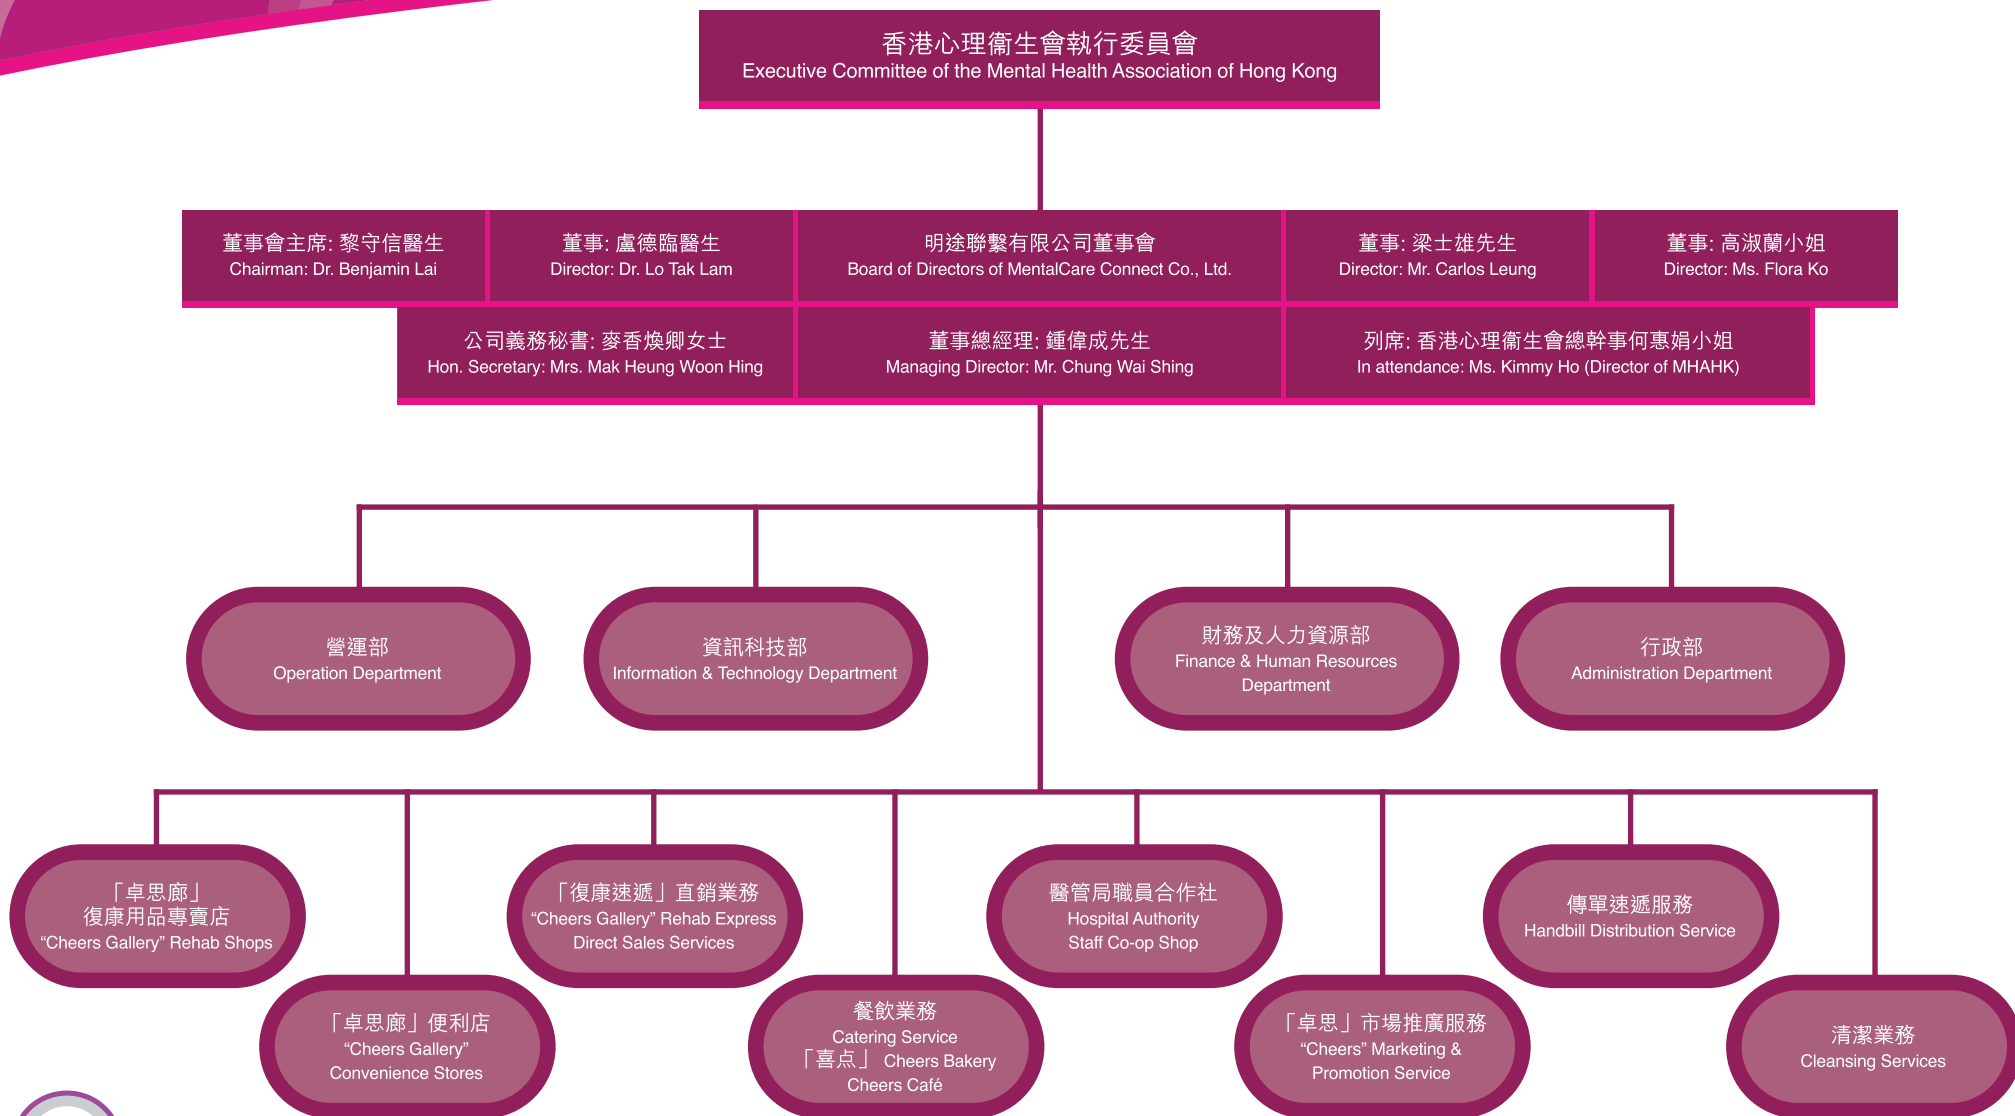 香港心理衞生會執行委員會
Executive Committee of the Mental Health Association of Hong Kong
董事會主席: 黎守信醫生
Chairman: Dr. Benjamin Lai
董事: 盧德臨醫生
Director: Dr. Lo Tak Lam
明途聯繫有限公司董事會
Board of Directors of MentalCare Connect Co., Ltd.
董事: 梁士雄先生
Director: Mr. Carlos Leung
董事: 高淑蘭小姐
Director: Ms. Flora Ko
公司義務秘書: 麥香煥卿女士
Hon. Secretary: Mrs. Mak Heung Woon Hing
董事總經理: 鍾偉成先生
Managing Director: Mr. Chung Wai Shing
列席: 香港心理衞生會總幹事何惠娟小姐
In attendance: Ms. Kimmy Ho (Director of MHAHK)
營運部
Operation Department
資訊科技部
Information & Technology Department
財務及人力資源部
Finance & Human Resources
Department
行政部
Administration Department
「卓思廊」
復康用品專賣店
“Cheers Gallery” Rehab Shops
「卓思廊」便利店
“Cheers Gallery”
Convenience Stores
「復康速遞」直銷業務
“Cheers Gallery” Rehab Express
Direct Sales Services
餐飲業務
Catering Service
「喜点」 Cheers Bakery
Cheers Café
醫管局職員合作社
Hospital Authority
Staff Co-op Shop
「卓思」市場推廣服務
“Cheers” Marketing &
Promotion Service
傳單速遞服務
Handbill Distribution Service
清潔業務
Cleansing Services